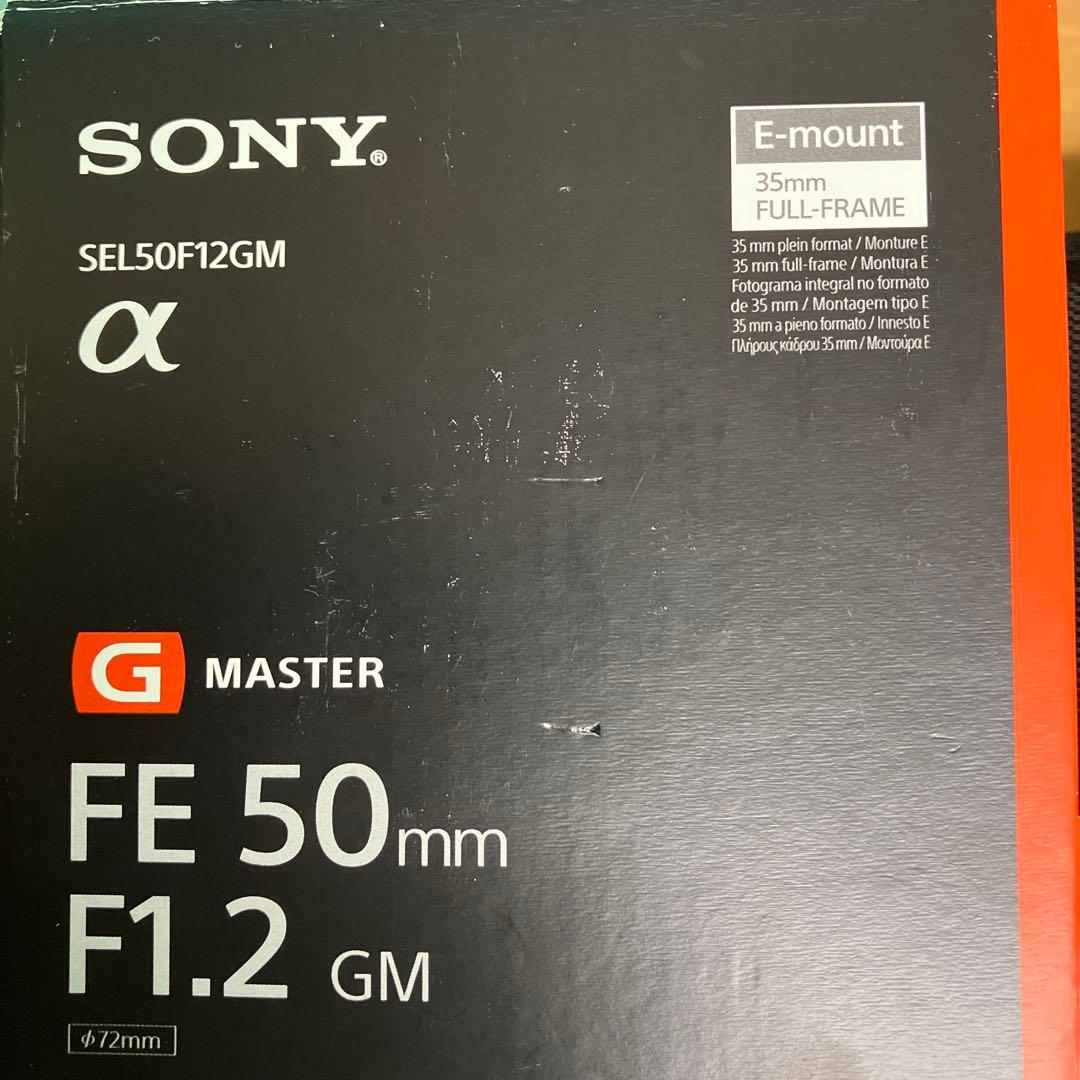 SONY®
SEL50F12GM
α
E-mount
35mm
FULL-FRAME
35 mm plein format / Monture E
35 mm full-frame / Montura E
Fotograma integral no formato
de 35 mm / Montagem tipo E
35 mm a pieno formato / Innesto E
Πλήρους κάδρου 35 mm / Μοντούρα E
G MASTER
FE 50mm
F1.2 GM
ϕ72mm